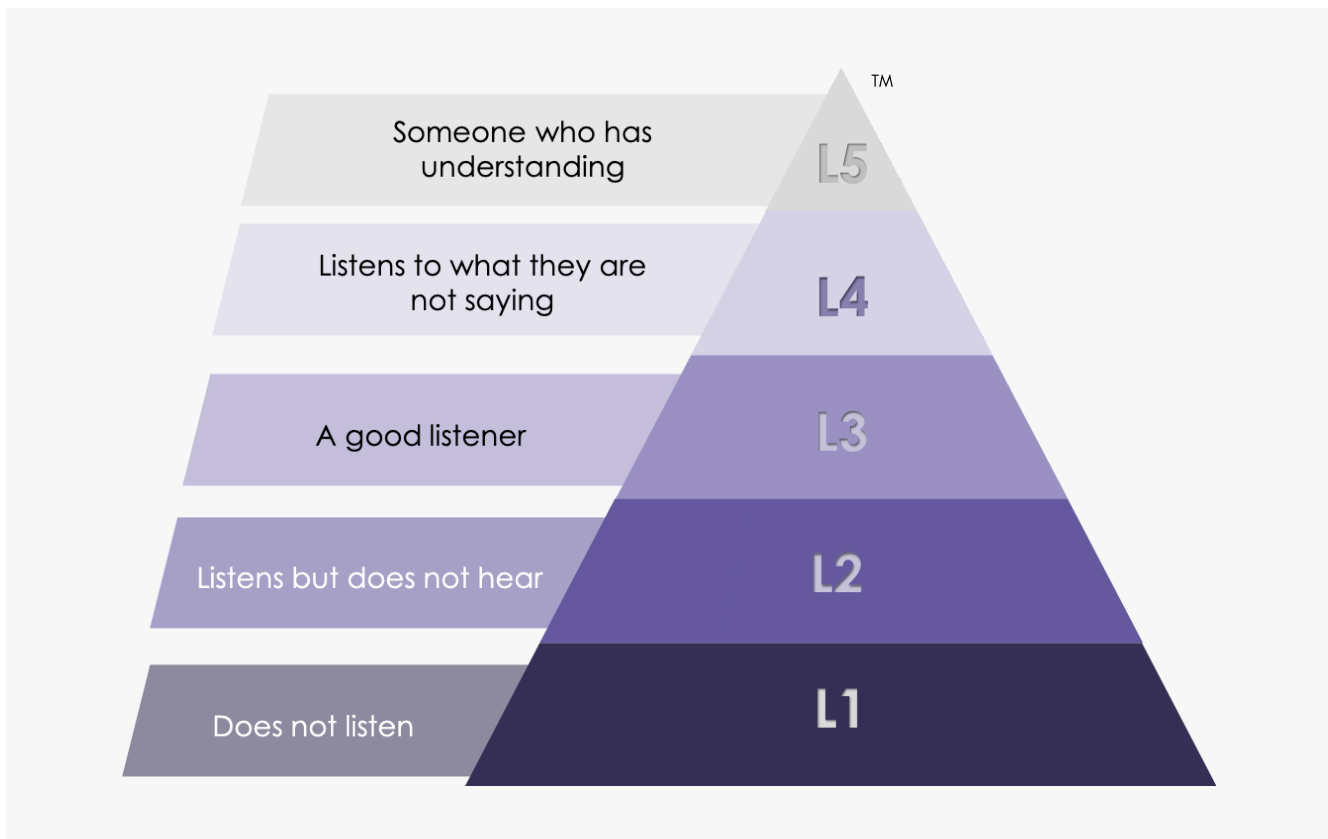 TM
Someone who has
understanding
L5
Listens to what they are
not saying
L4
A good listener
L3
Listens but does not hear
L2
Does not listen
L1